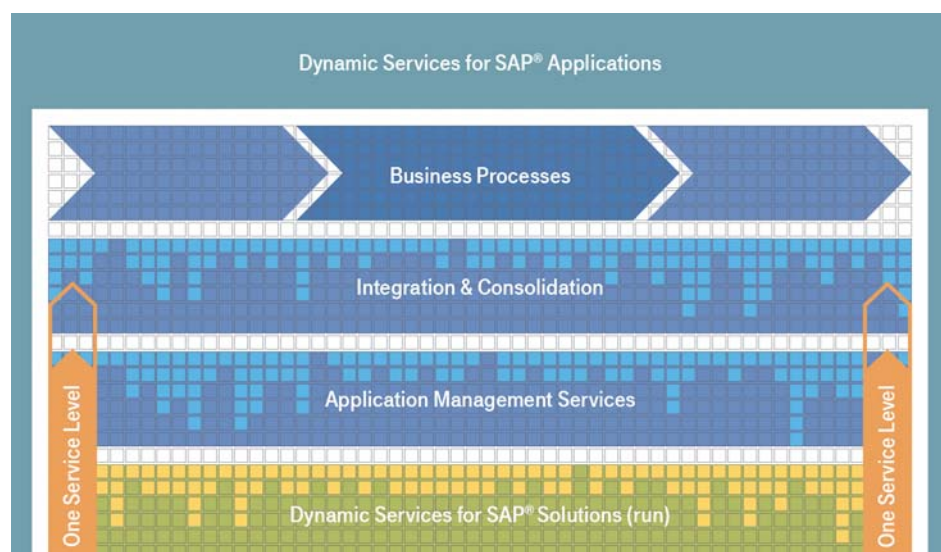 Dynamic Services for SAP® Applications
Business Processes
Integration & Consolidation
Application Management Services
Dynamic Services for SAP® Solutions (run)
One Service Level
One Service Level